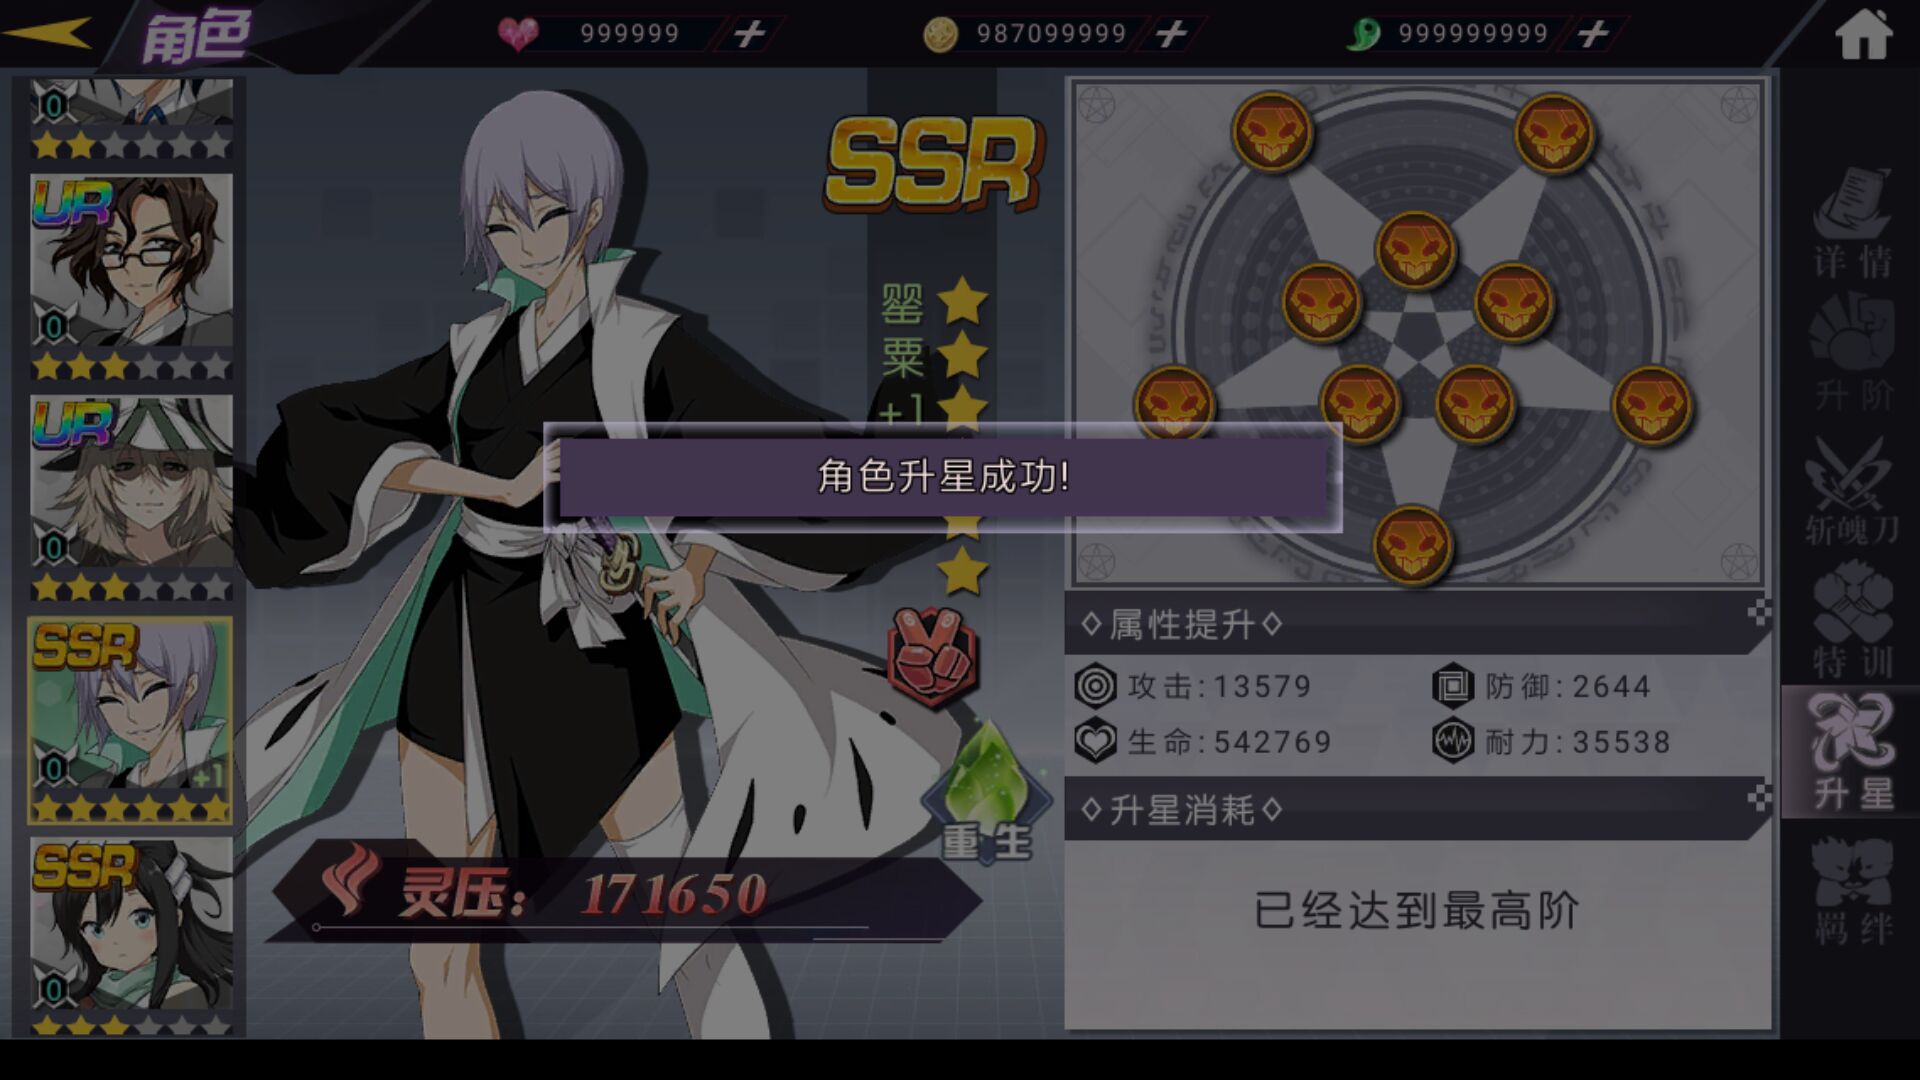 角色
999999
987099999
999999999
0
UR
0
UR
0
SSR
0
+1
SSR
0
SSR
罂粟
+1
角色升星成功!
重生
灵压: 171650
◇属性提升◇
攻击:13579
防御:2644
生命:542769
耐力:35538
◇升星消耗◇
已经达到最高阶
详情
升阶
斩魄刀
特训
升星
羁绊